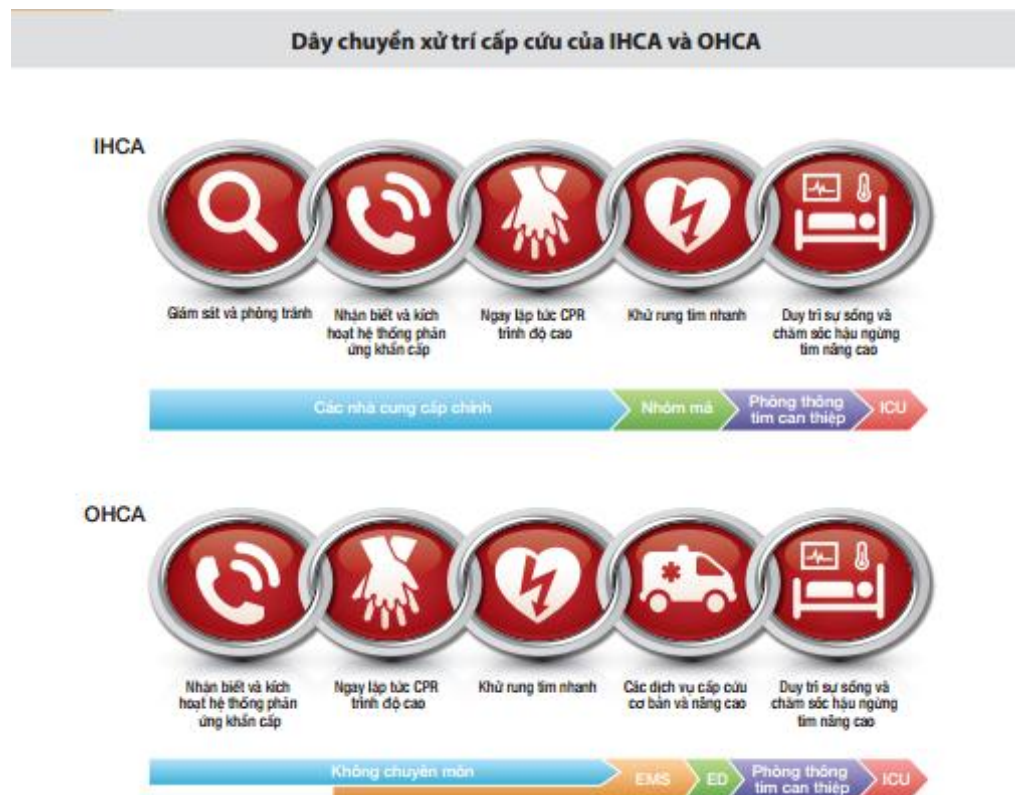 Dây chuyền xử trí cấp cứu của IHCA và OHCA
IHCA
Giám sát và phòng tránh
Nhận biết và kích
hoạt hệ thống phản
ứng khẩn cấp
Ngay lập tức CPR
trình độ cao
Khử rung tim nhanh
Duy trì sự sống và
chăm sóc hậu ngừng
tim nâng cao
Các nhà cung cấp chính
Nhóm mã
Phòng thông
tim can thiệp
ICU
OHCA
Nhận biết và kích
hoạt hệ thống phản
ứng khẩn cấp
Ngay lập tức CPR
trình độ cao
Khử rung tim nhanh
Các dịch vụ cấp cứu
cơ bản và nâng cao
Duy trì sự sống và
chăm sóc hậu ngừng
tim nâng cao
Không chuyên môn
EMS
ED
Phòng thông
tim can thiệp
ICU